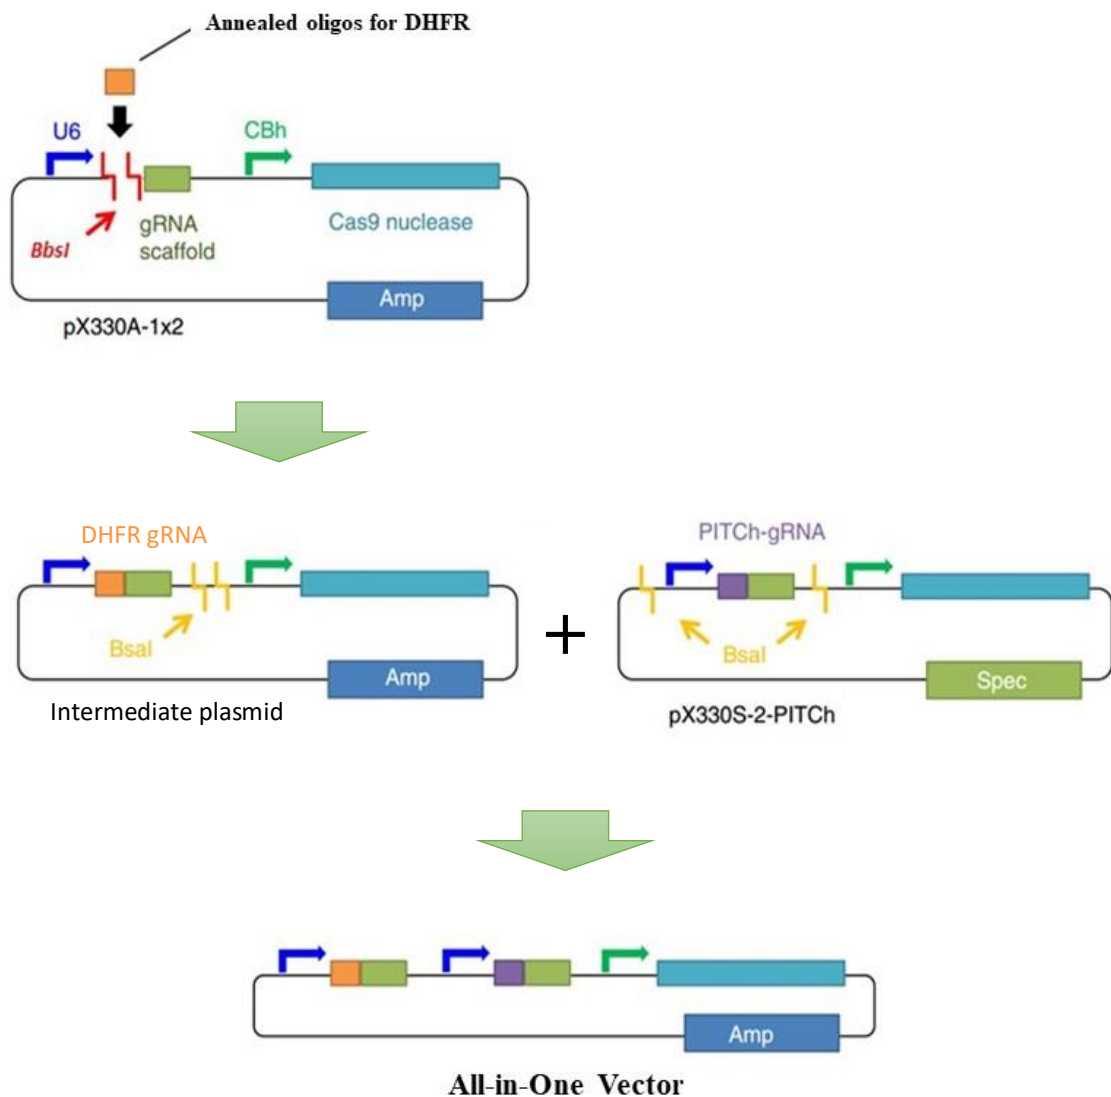 Annealed oligos for DHFR
U6
CBh
BbsI
gRNA
scaffold
Cas9 nuclease
Amp
pX330A-1x2
DHFR gRNA
BsaI
Amp
Intermediate plasmid
+
PITCh-gRNA
BsaI
Spec
pX330S-2-PITCh
Amp
All-in-One Vector